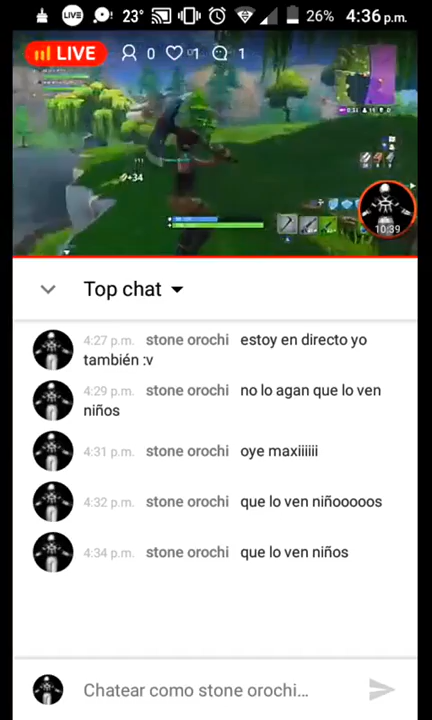 LIVE 23° 26% 4:36 p.m.
LIVE 0 1 1
+34
10:39
Top chat
4:27 p.m. stone orochi estoy en directo yo
también :v
4:29 p.m. stone orochi no lo agan que lo ven
niños
4:31 p.m. stone orochi oye maxiiiiii
4:32 p.m. stone orochi que lo ven niñooooos
4:34 p.m. stone orochi que lo ven niños
Chatear como stone orochi...